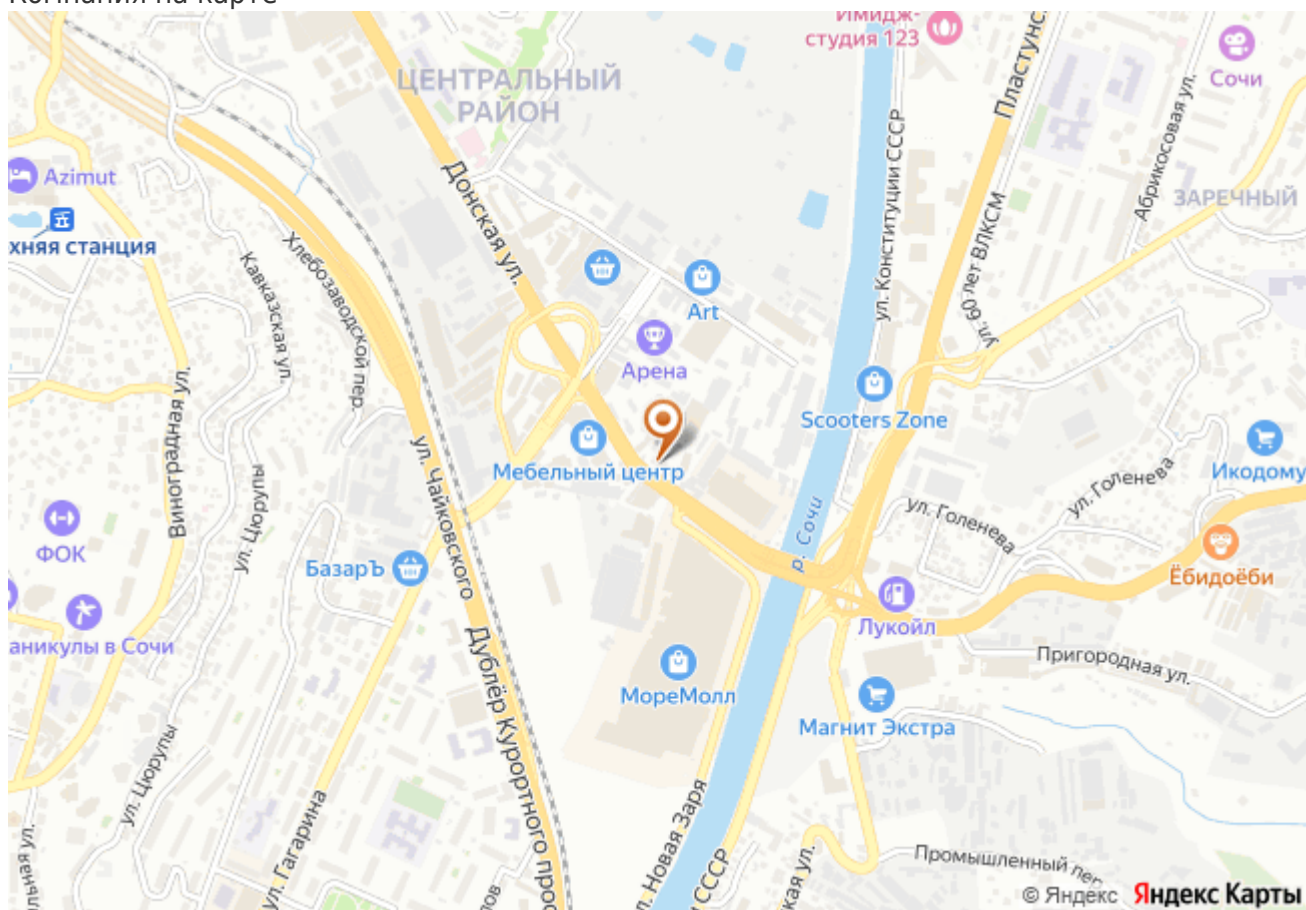 Компания на карте
Имидж-
студия 123
Пластунс
Сочи
ЦЕНТРАЛЬНЫЙ
РАЙОН
Абрикосовая ул.
ул. Конституции СССР
Azimut
ЗАРЕЧНЫЙ
Донская ул.
хняя станция
Хлебозаводской пер.
Кавказская ул.
ул. 60 лет ВЛКСМ
Art
Арена
Виноградная ул.
Scooters Zone
Мебельный центр
Икодому
ул. Голенева
ул. Чайковского
ул. Цюрупы
р. Сочи
ул. Голенева
ФОК
БазарЪ
Ёбидоёби
Лукойл
аникулы в Сочи
Пригородная ул.
МореМолл
Дублёр Курортного прос
Магнит Экстра
ул. Цюрупы
ул. Гагарина
л. Новая Заря
СССР
кая ул.
Промышленный пер.
© Яндекс Яндекс Карты